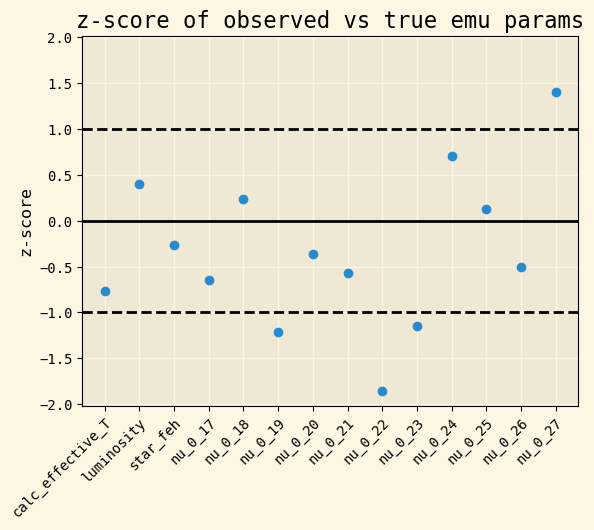 z-score of observed vs true emu params
z-score
2.0
1.5
1.0
0.5
0.0
−0.5
−1.0
−1.5
−2.0
calc_effective_T
luminosity
star_feh
nu_0_17
nu_0_18
nu_0_19
nu_0_20
nu_0_21
nu_0_22
nu_0_23
nu_0_24
nu_0_25
nu_0_26
nu_0_27